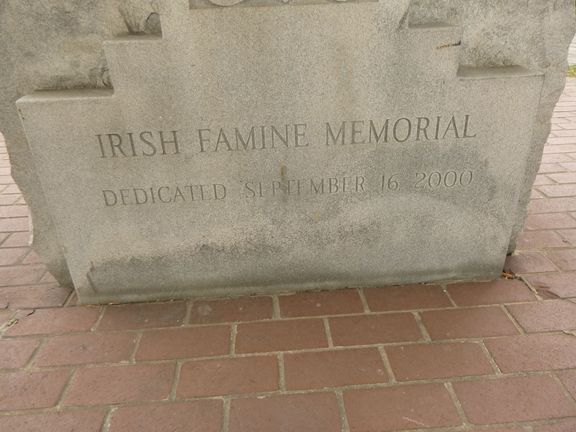 IRISH FAMINE MEMORIAL
DEDICATED SEPTEMBER 16, 2000